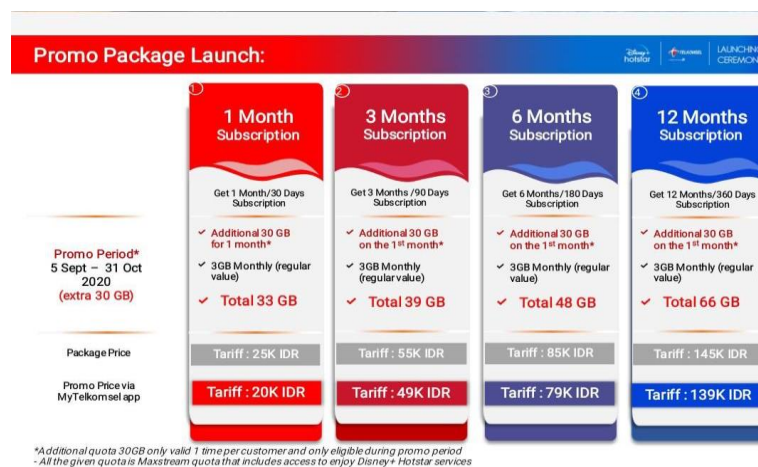 Promo Package Launch:
Disney+
hotstar
TELKOMSEL
LAUNCHING
CEREMON
1
1 Month
Subscription
2
3 Months
Subscription
3
6 Months
Subscription
4
12 Months
Subscription
Get 1 Month/30 Days
Subscription
Get 3 Months /90 Days
Subscription
Get 6 Months/180 Days
Subscription
Get 12 Months/360 Days
Subscription
Promo Period*
5 Sept – 31 Oct
2020
(extra 30 GB)
✓ Additional 30 GB
for 1 month*
✓ 3GB Monthly (regular
value)
✓ Total 33 GB
✓ Additional 30 GB
on the 1st month*
✓ 3GB Monthly
(regular value)
✓ Total 39 GB
✓ Additional 30 GB
on the 1st month*
✓ 3GB Monthly (regular
value)
✓ Total 48 GB
✓ Additional 30 GB
on the 1st month*
✓ 3GB Monthly (regular
value)
✓ Total 66 GB
Package Price
Tariff : 25K IDR
Tariff : 55K IDR
Tariff : 85K IDR
Tariff : 145K IDR
Promo Price via
MyTelkomsel app
Tariff : 20K IDR
Tariff : 49K IDR
Tariff : 79K IDR
Tariff : 139K IDR
*Additional quota 30GB only valid 1 time per customer and only eligible during promo period
- All the given quota is Maxstream quota that includes access to enjoy Disney+ Hotstar services